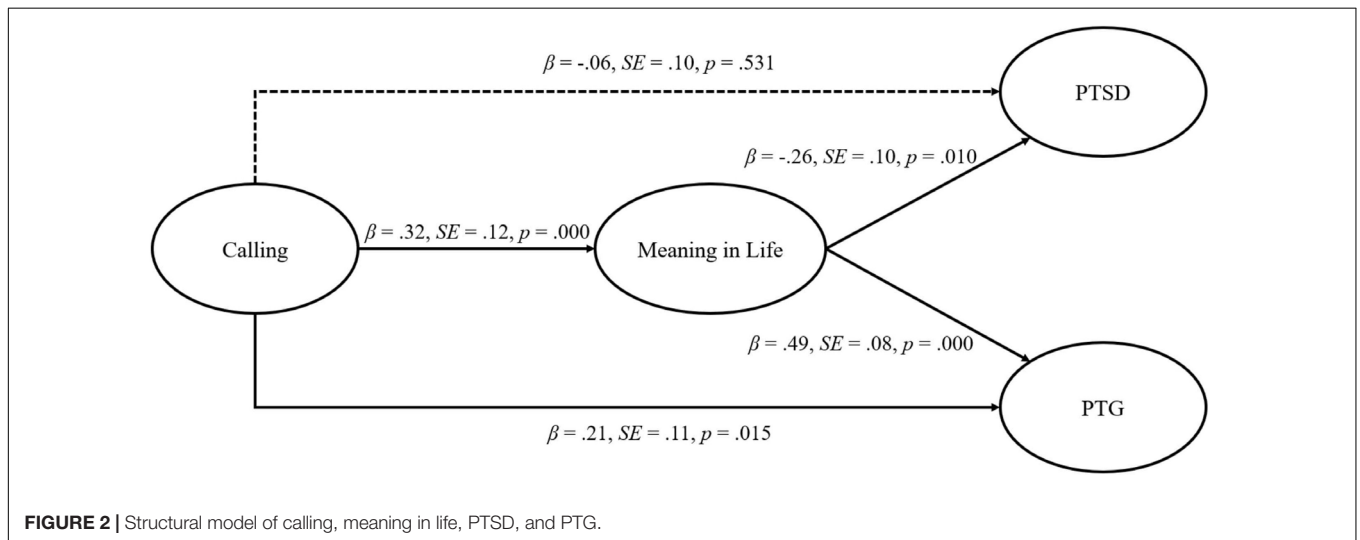 β = -.06, SE = .10, p = .531
PTSD
β = -.26, SE = .10, p = .010
β = .32, SE = .12, p = .000
Calling
Meaning in Life
β = .49, SE = .08, p = .000
PTG
β = .21, SE = .11, p = .015
FIGURE 2 | Structural model of calling, meaning in life, PTSD, and PTG.